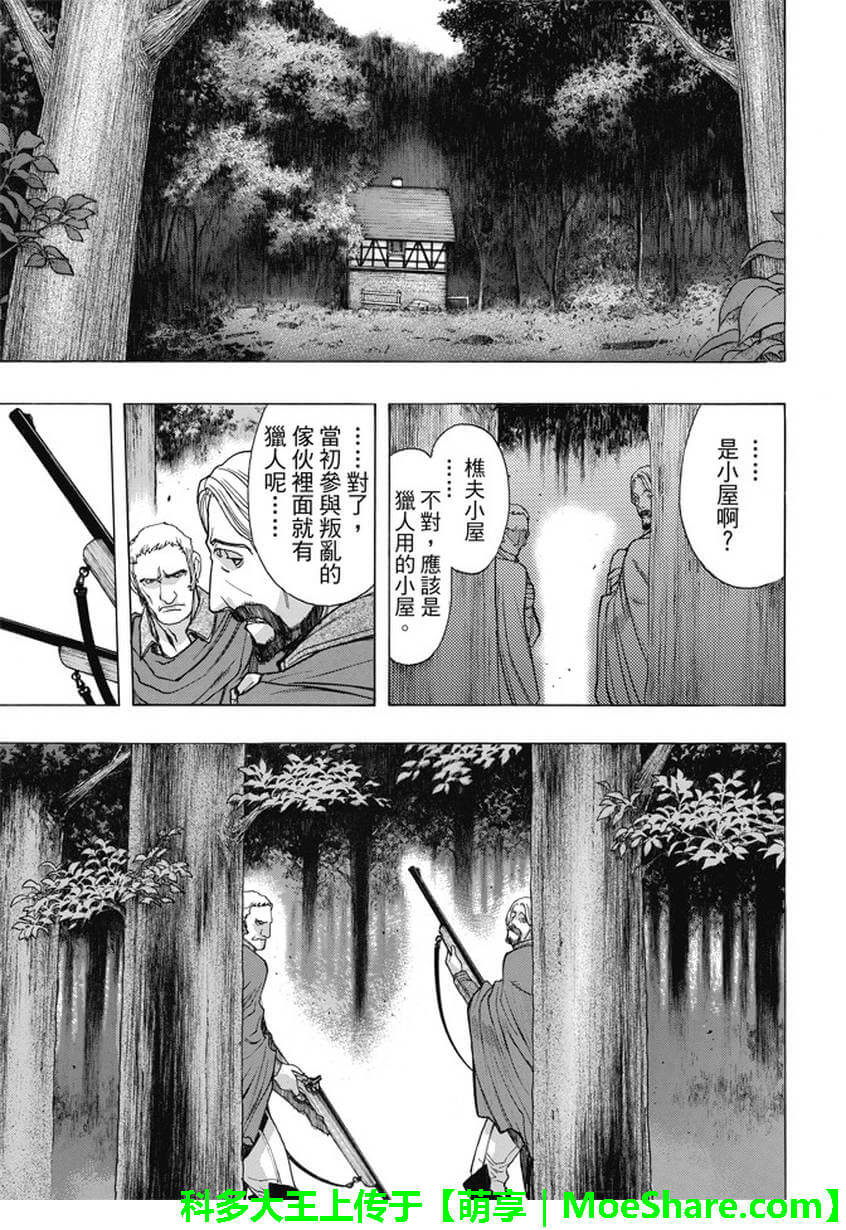 ……
是小屋啊？
樵夫小屋
……
不對，應該是
獵人用的小屋。
……對了，
當初參與叛亂的
傢伙裡面就有
獵人呢……
科多大王上传于【萌享｜MoeShare.com】